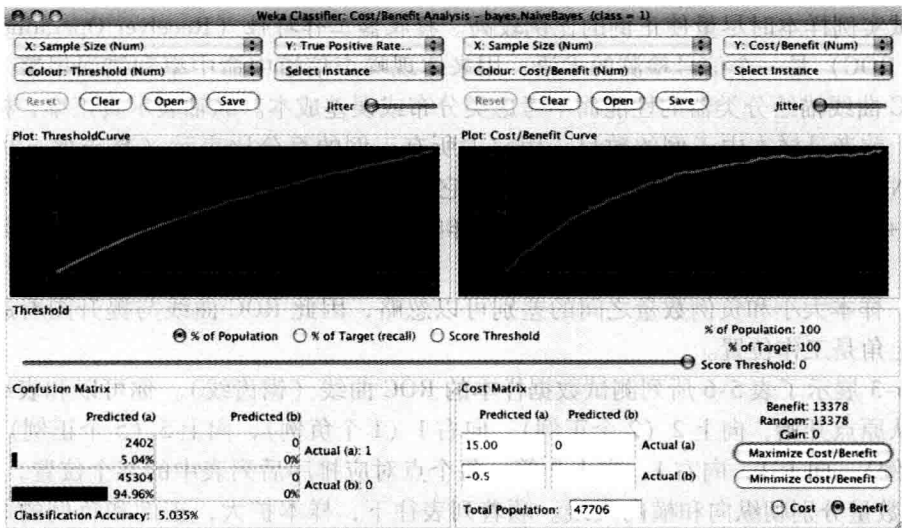 Weka Classifier: Cost/Benefit Analysis - bayes.NaiveBayes (class = 1)
X: Sample Size (Num)
Y: True Positive Rate...
X: Sample Size (Num)
Y: Cost/Benefit (Num)
Colour: Threshold (Num)
Select Instance
Colour: Cost/Benefit (Num)
Select Instance
Reset
Clear
Open
Save
Jitter
Reset
Clear
Open
Save
Jitter
Plot: ThresholdCurve
Plot: Cost/Benefit Curve
Threshold
% of Population
% of Target (recall)
Score Threshold
% of Population: 100
% of Target: 100
Score Threshold: 0
Confusion Matrix
Predicted (a)
Predicted (b)
2402
0
Actual (a): 1
5.04%
0%
45304
0
Actual (b): 0
94.96%
0%
Classification Accuracy: 5.035%
Cost Matrix
Predicted (a)
Predicted (b)
15.00
0
Actual (a)
-0.5
Actual (b)
Total Population:
47706
Benefit: 13378
Random: 13378
Gain: 0
Maximize Cost/Benefit
Minimize Cost/Benefit
Cost
Benefit